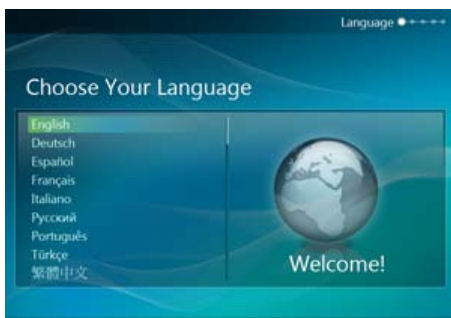 Language
Choose Your Language
English
Deutsch
Español
Français
Italiano
Русский
Português
Türkçe
繁體中文
Welcome!